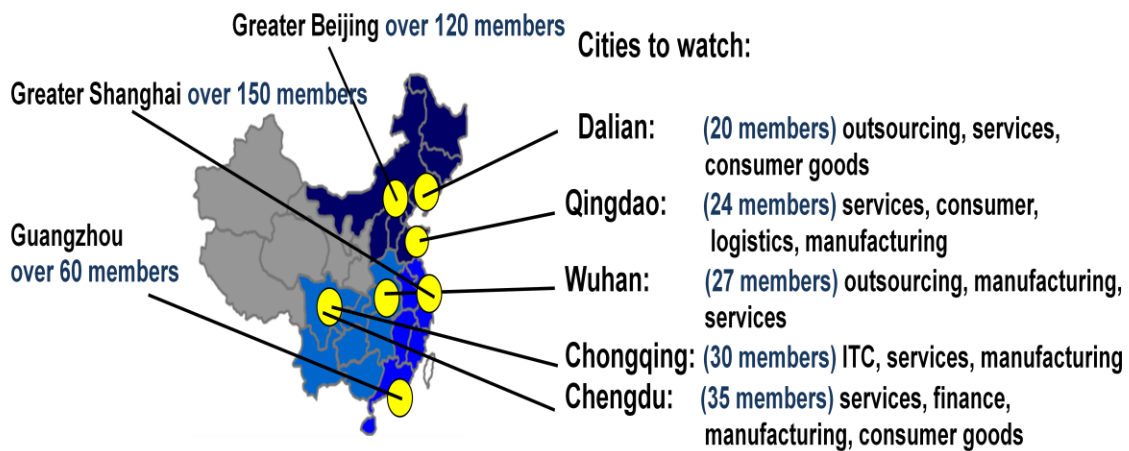 Greater Beijing over 120 members
Greater Shanghai over 150 members
Guangzhou
over 60 members
Cities to watch:
Dalian: (20 members) outsourcing, services,
consumer goods
Qingdao: (24 members) services, consumer,
logistics, manufacturing
Wuhan: (27 members) outsourcing, manufacturing,
services
Chongqing: (30 members) ITC, services, manufacturing
Chengdu: (35 members) services, finance,
manufacturing, consumer goods